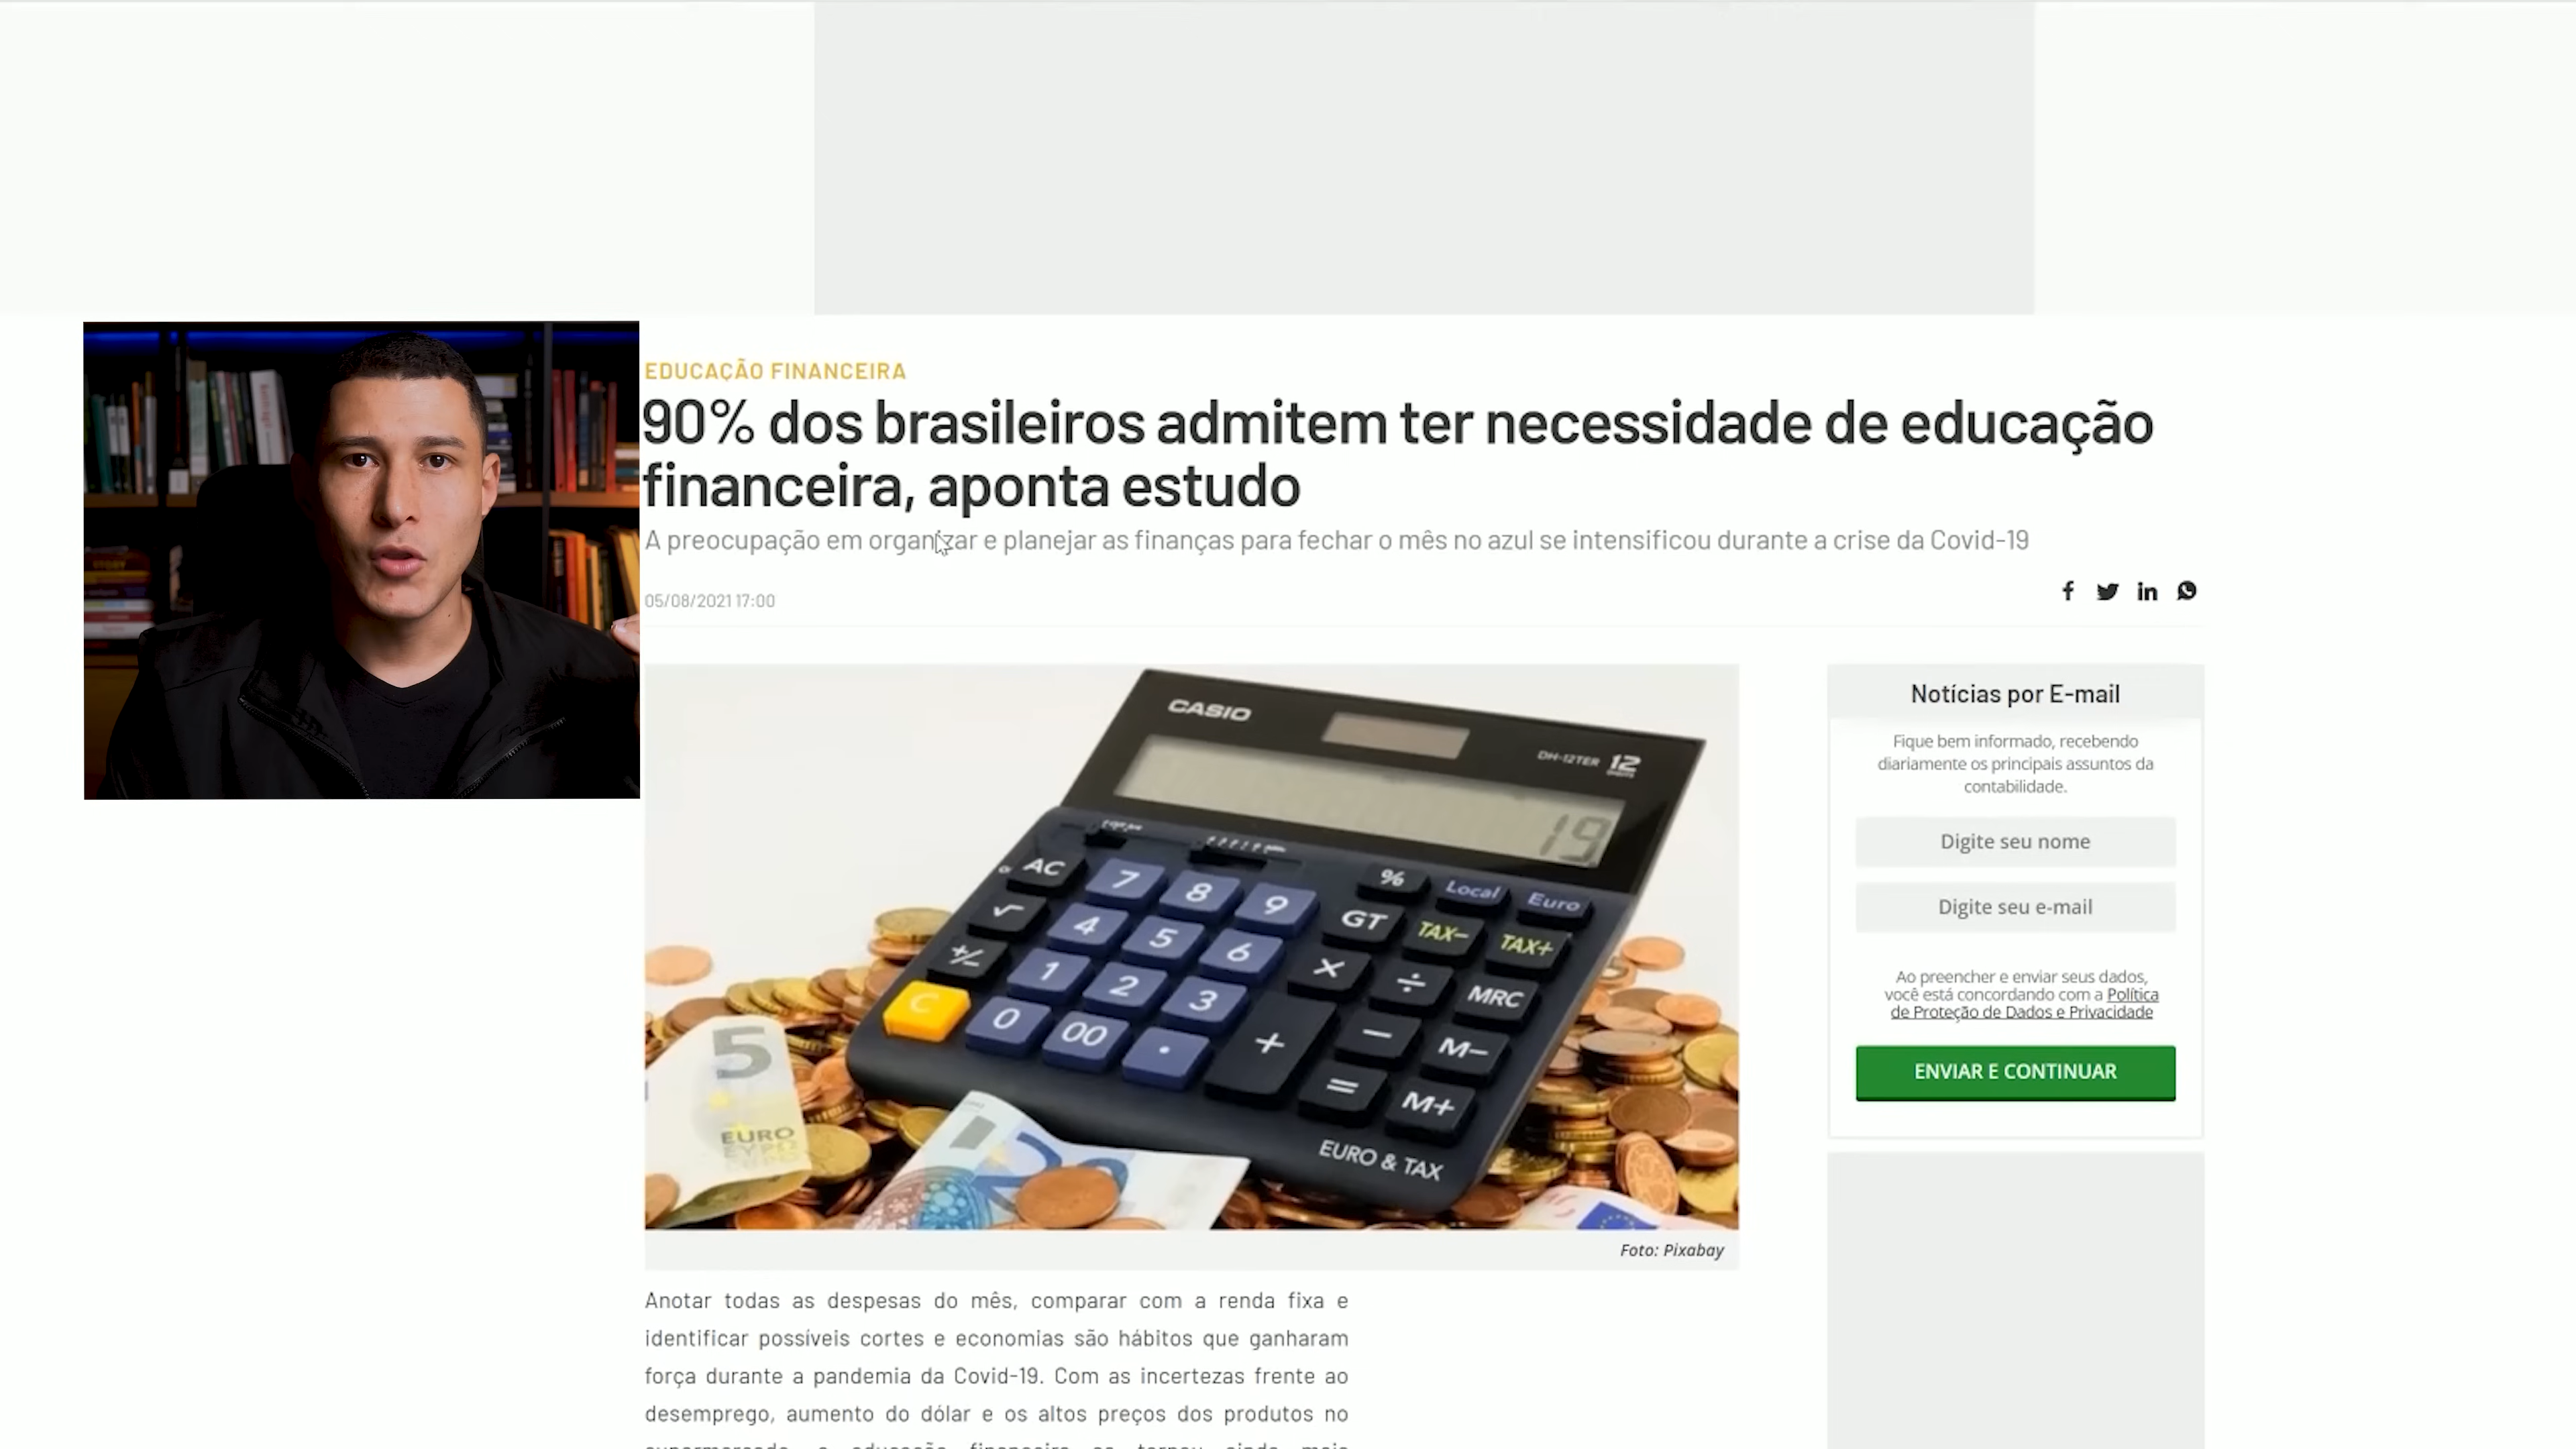 EDUCAÇÃO FINANCEIRA
90% dos brasileiros admitem ter necessidade de educação
financeira, aponta estudo
A preocupação em organizar e planejar as finanças para fechar o mês no azul se intensificou durante a crise da Covid-19
05/08/2021 17:00
CASIO
DH-12TER 12
19
AC 7 8 9 % Local Euro
√ 4 5 6 GT TAX- TAX+
+/- 1 2 3 × ÷ MRC
C 0 00 . + − M−
= M+
EURO & TAX
5
EURO
20
Foto: Pixabay
Notícias por E-mail
Fique bem informado, recebendo
diariamente os principais assuntos da
contabilidade.
Digite seu nome
Digite seu e-mail
Ao preencher e enviar seus dados,
você está concordando com a Política
de Proteção de Dados e Privacidade
ENVIAR E CONTINUAR
Anotar todas as despesas do mês, comparar com a renda fixa e
identificar possíveis cortes e economias são hábitos que ganharam
força durante a pandemia da Covid-19. Com as incertezas frente ao
desemprego, aumento do dólar e os altos preços dos produtos no